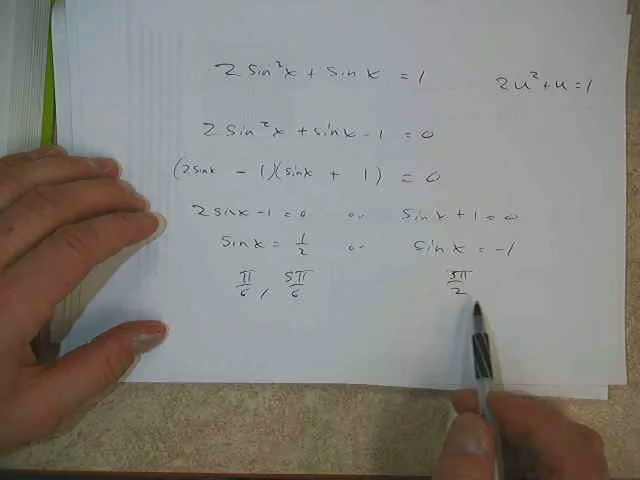 2 sin²x + sin x = 1
2u² + u = 1
2 sin²x + sin x - 1 = 0
(2 sin x - 1)(sin x + 1) = 0
2 sin x - 1 = 0 or sin x + 1 = 0
sin x = 1/2 or sin x = -1
π/6, 5π/6 3π/2